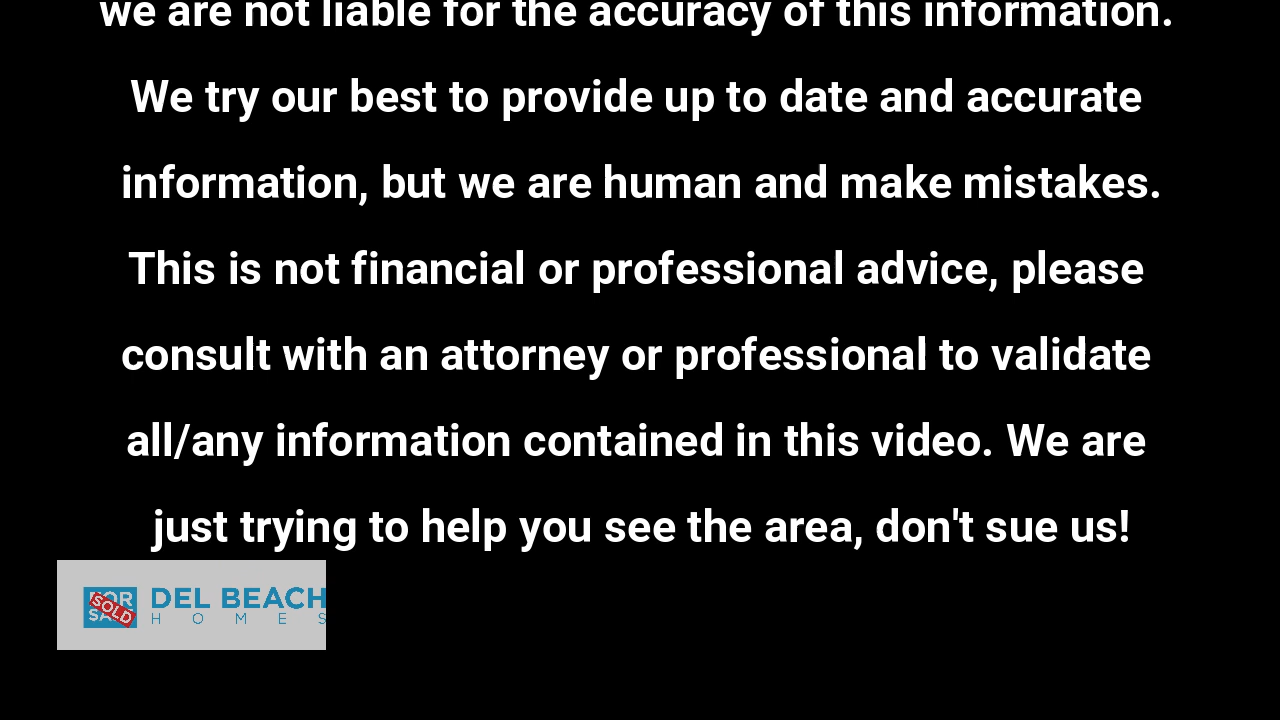 we are not liable for the accuracy of this information.
We try our best to provide up to date and accurate
information, but we are human and make mistakes.
This is not financial or professional advice, please
consult with an attorney or professional to validate
all/any information contained in this video. We are
just trying to help you see the area, don't sue us!
FOR
SOLD
SA
DEL BEACH
HOMES